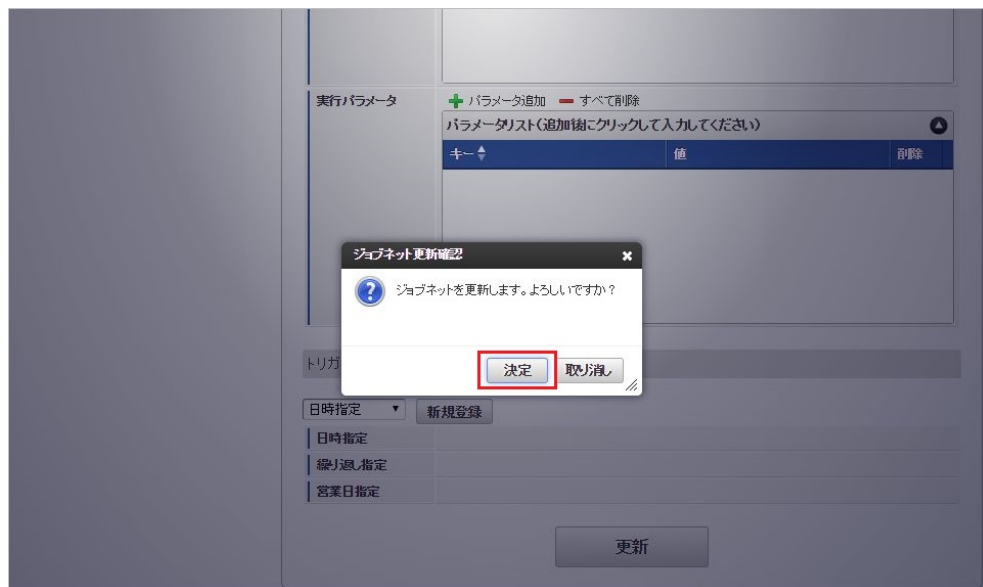 実行パラメータ
パラメータ追加 すべて削除
パラメータリスト(追加後にクリックして入力してください)
キー 値 削除
ジョブネット更新確認
ジョブネットを更新します。よろしいですか?
決定 取り消し
トリガ
日時指定 新規登録
日時指定
繰り返し指定
営業日指定
更新